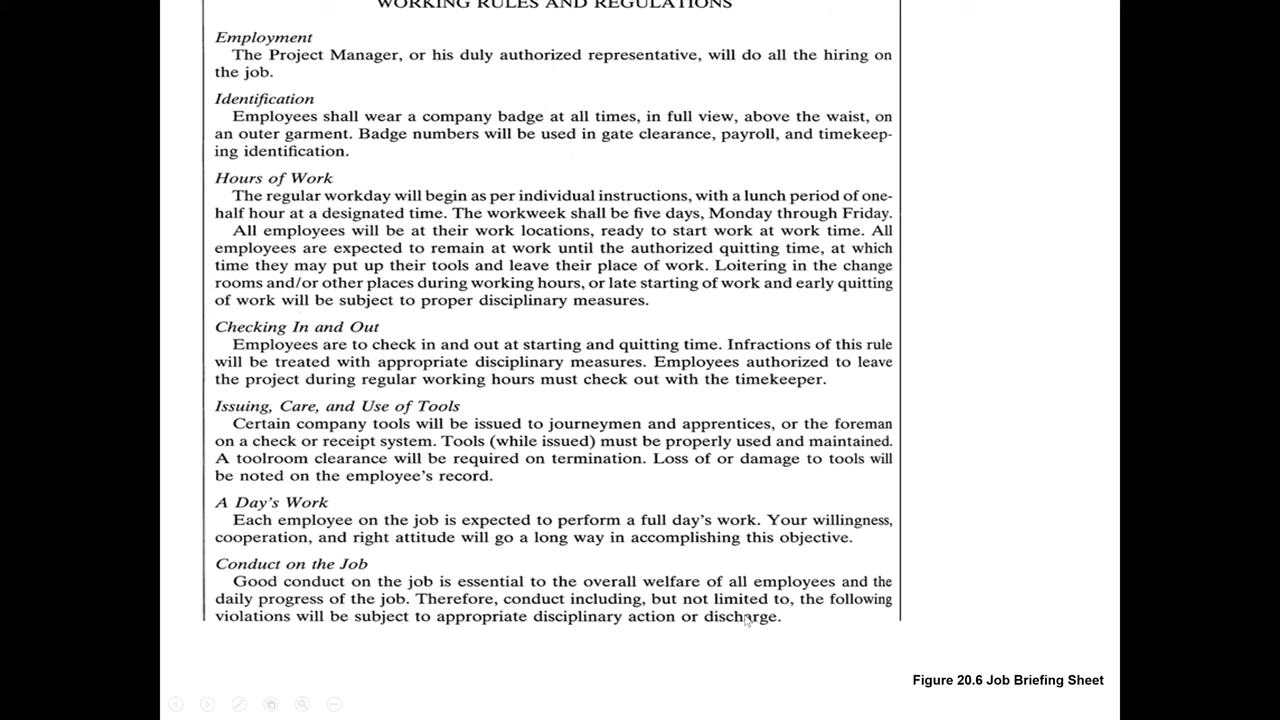 WORKING RULES AND REGULATIONS
Employment
The Project Manager, or his duly authorized representative, will do all the hiring on
the job.
Identification
Employees shall wear a company badge at all times, in full view, above the waist, on
an outer garment. Badge numbers will be used in gate clearance, payroll, and timekeep-
ing identification.
Hours of Work
The regular workday will begin as per individual instructions, with a lunch period of one-
half hour at a designated time. The workweek shall be five days, Monday through Friday.
All employees will be at their work locations, ready to start work at work time. All
employees are expected to remain at work until the authorized quitting time, at which
time they may put up their tools and leave their place of work. Loitering in the change
rooms and/or other places during working hours, or late starting of work and early quitting
of work will be subject to proper disciplinary measures.
Checking In and Out
Employees are to check in and out at starting and quitting time. Infractions of this rule
will be treated with appropriate disciplinary measures. Employees authorized to leave
the project during regular working hours must check out with the timekeeper.
Issuing, Care, and Use of Tools
Certain company tools will be issued to journeymen and apprentices, or the foreman
on a check or receipt system. Tools (while issued) must be properly used and maintained.
A toolroom clearance will be required on termination. Loss of or damage to tools will
be noted on the employee's record.
A Day's Work
Each employee on the job is expected to perform a full day's work. Your willingness,
cooperation, and right attitude will go a long way in accomplishing this objective.
Conduct on the Job
Good conduct on the job is essential to the overall welfare of all employees and the
daily progress of the job. Therefore, conduct including, but not limited to, the following
violations will be subject to appropriate disciplinary action or discharge.
Figure 20.6 Job Briefing Sheet